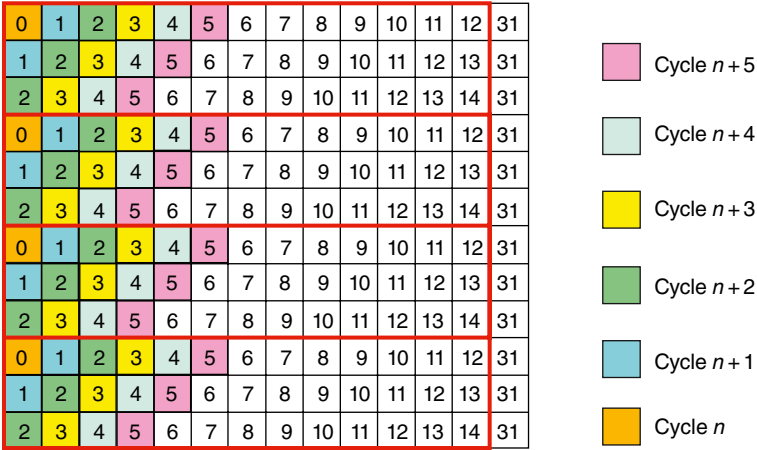 0 1 2 3 4 5 6 7 8 9 10 11 12 31
1 2 3 4 5 6 7 8 9 10 11 12 13 31
2 3 4 5 6 7 8 9 10 11 12 13 14 31
0 1 2 3 4 5 6 7 8 9 10 11 12 31
1 2 3 4 5 6 7 8 9 10 11 12 13 31
2 3 4 5 6 7 8 9 10 11 12 13 14 31
0 1 2 3 4 5 6 7 8 9 10 11 12 31
1 2 3 4 5 6 7 8 9 10 11 12 13 31
2 3 4 5 6 7 8 9 10 11 12 13 14 31
0 1 2 3 4 5 6 7 8 9 10 11 12 31
1 2 3 4 5 6 7 8 9 10 11 12 13 31
2 3 4 5 6 7 8 9 10 11 12 13 14 31
Cycle n + 5
Cycle n + 4
Cycle n + 3
Cycle n + 2
Cycle n + 1
Cycle n